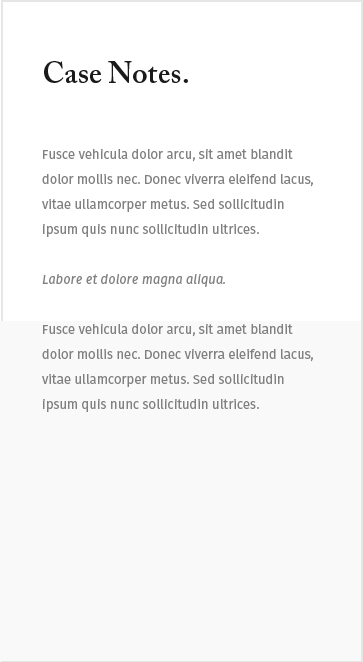 Case Notes.
Fusce vehicula dolor arcu, sit amet blandit
dolor mollis nec. Donec viverra eleifend lacus,
vitae ullamcorper metus. Sed sollicitudin
ipsum quis nunc sollicitudin ultrices.
Labore et dolore magna aliqua.
Fusce vehicula dolor arcu, sit amet blandit
dolor mollis nec. Donec viverra eleifend lacus,
vitae ullamcorper metus. Sed sollicitudin
ipsum quis nunc sollicitudin ultrices.